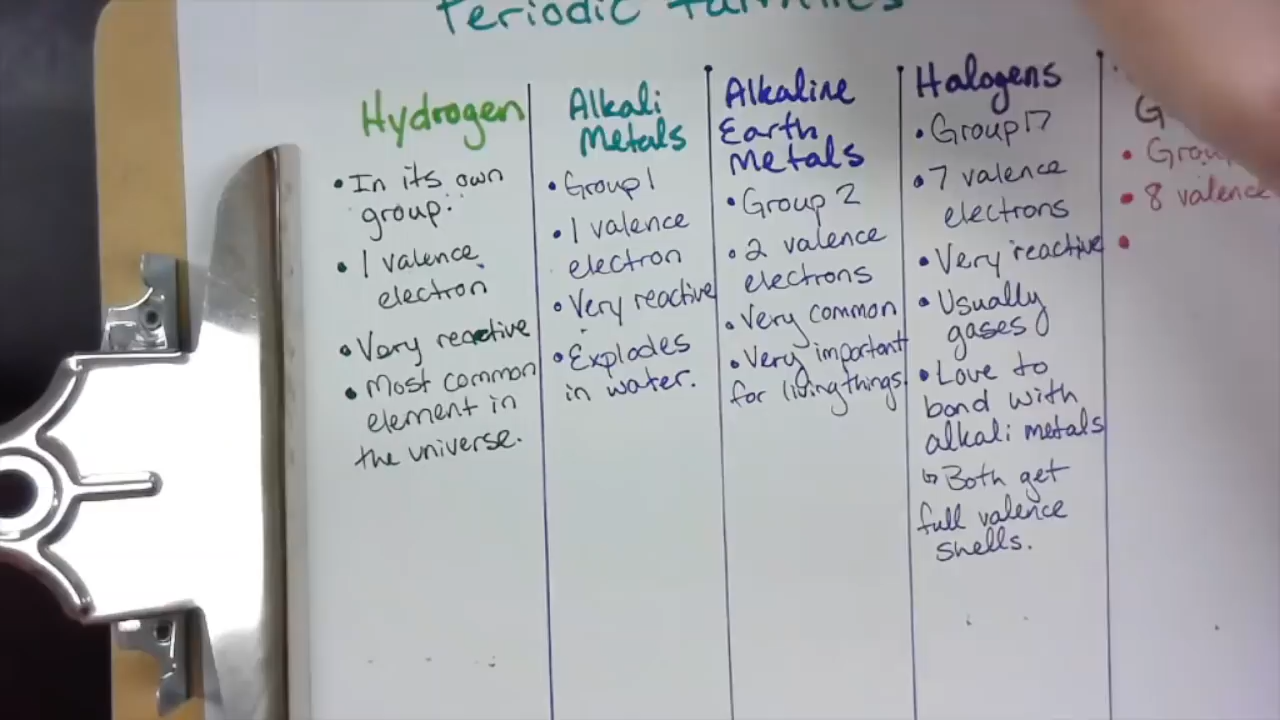 Periodic Families
Hydrogen
• In its own
group.
• 1 valence
electron
• Very reactive
• Most common
element in
the universe.
Alkali
Metals
• Group 1
• 1 valence
electron
• Very reactive
• Explodes
in water.
Alkaline
Earth
Metals
• Group 2
• 2 valence
electrons
• Very common
• Very important
for living things.
Halogens
• Group 17
• 7 valence
electrons
• Very reactive
• Usually
gases
• Love to
bond with
alkali metals
↳ Both get
full valence
shells.
G
• Grou
• 8 valence
•